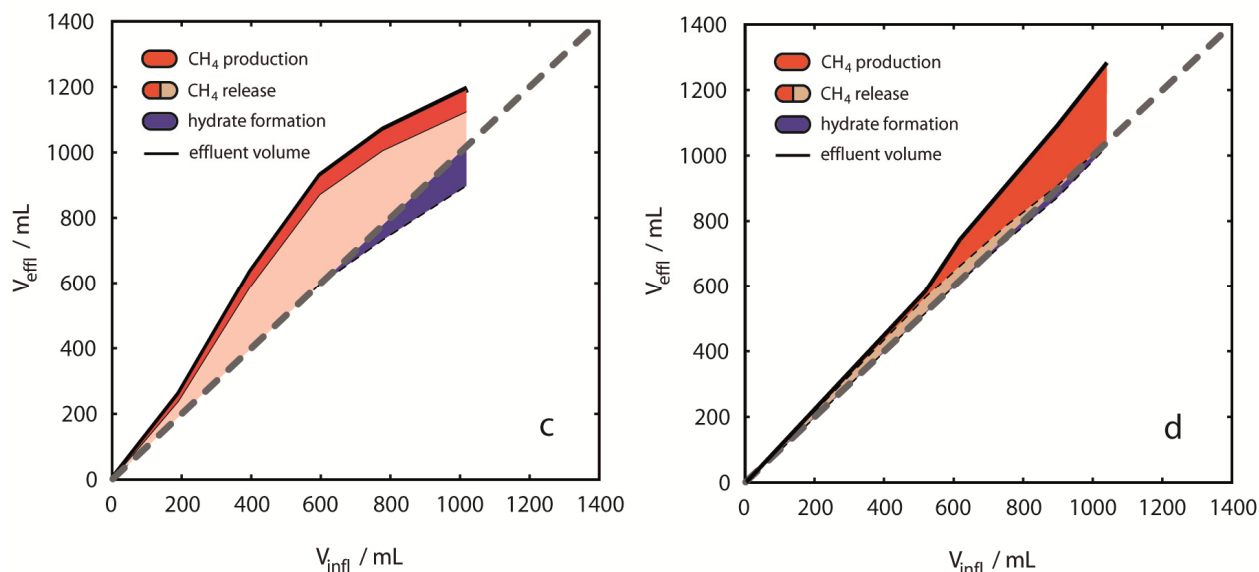 1400
1200
1000
800
600
400
200
0
V_effl / mL
CH₄ production
CH₄ release
hydrate formation
effluent volume
c
0 200 400 600 800 1000 1200 1400
V_infl / mL
1400
1200
1000
800
600
400
200
0
V_effl / mL
CH₄ production
CH₄ release
hydrate formation
effluent volume
d
0 200 400 600 800 1000 1200 1400
V_infl / mL